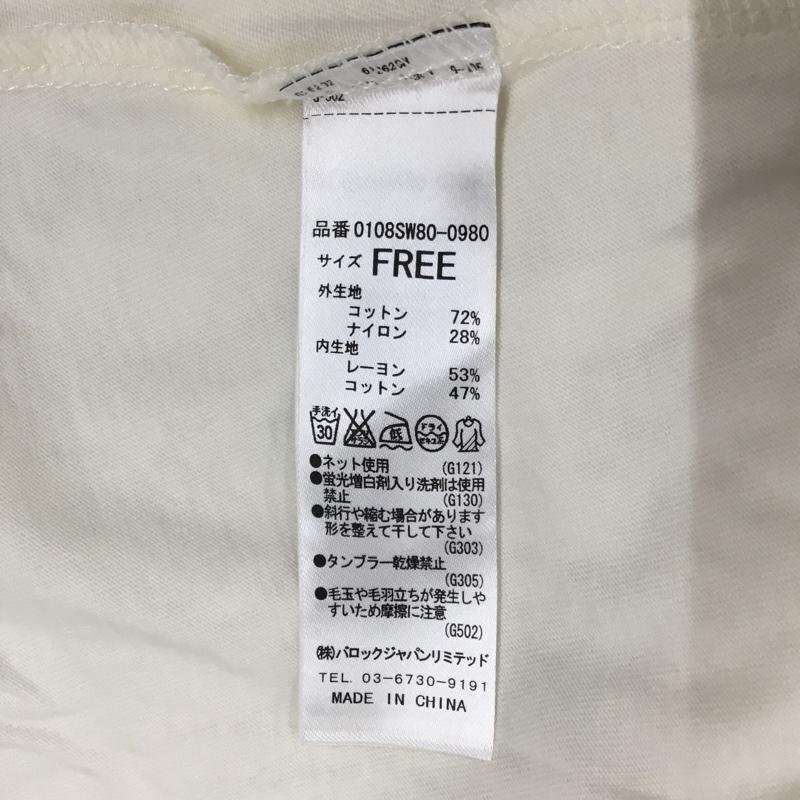 品番 0108SW80-0980
サイズ FREE
外生地
コットン 72%
ナイロン 28%
内生地
レーヨン 53%
コットン 47%
手洗イ 30 低 ドライ セキユ系
●ネット使用 (G121)
●蛍光増白剤入り洗剤は使用
禁止 (G130)
●斜行や縮む場合があります
形を整えて干して下さい
(G303)
●タンブラー乾燥禁止
(G305)
●毛玉や毛羽立ちが発生しや
すいため摩擦に注意
(G502)
(株)バロックジャパンリミテッド
TEL. 03-6730-9191
MADE IN CHINA